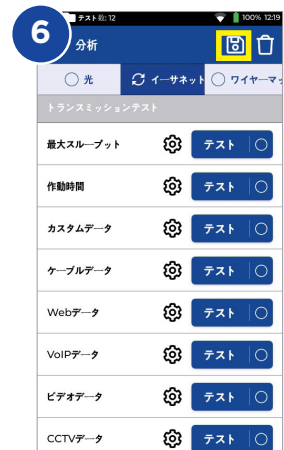 6
テスト数: 12
100% 12:19
分析
光
イーサネット
ワイヤーマッ
トランスミッションテスト
最大スループット
テスト
作動時間
テスト
カスタムデータ
テスト
ケーブルデータ
テスト
Webデータ
テスト
VoIPデータ
テスト
ビデオデータ
テスト
CCTVデータ
テスト